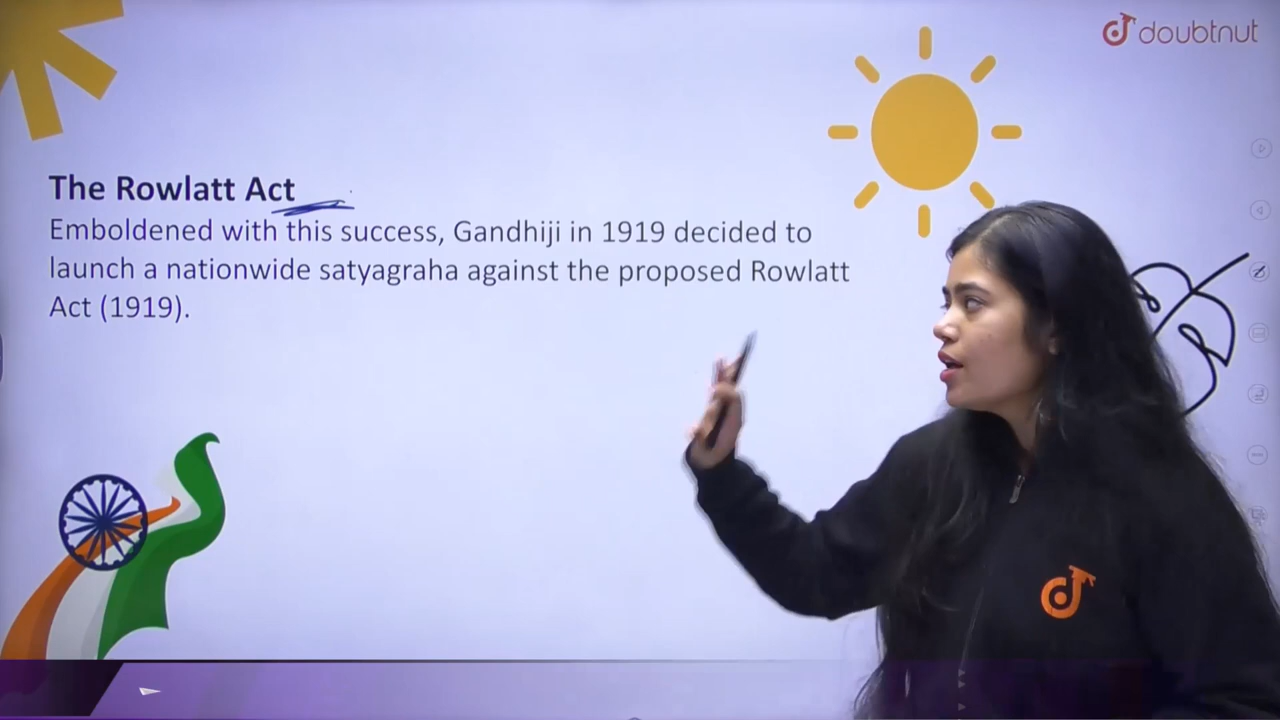 doubtnut
The Rowlatt Act
Emboldened with this success, Gandhiji in 1919 decided to
launch a nationwide satyagraha against the proposed Rowlatt
Act (1919).